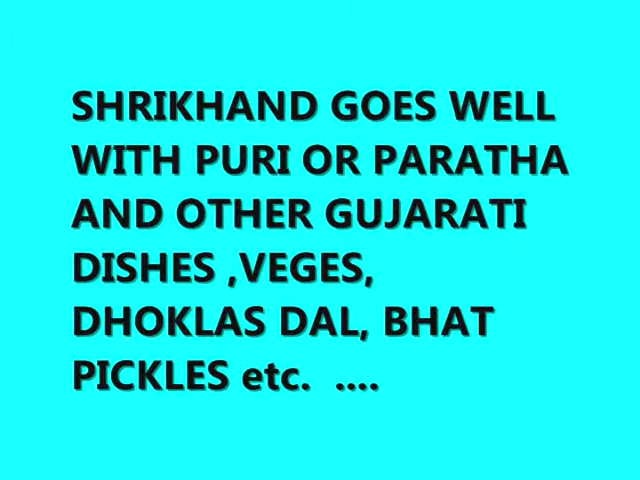 SHRIKHAND GOES WELL
WITH PURI OR PARATHA
AND OTHER GUJARATI
DISHES ,VEGES,
DHOKLAS DAL, BHAT
PICKLES etc.  ....